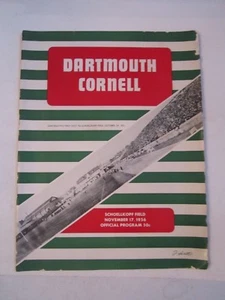 DARTMOUTH
CORNELL
SCHOELLKOPF FIELD
NOVEMBER 17, 1956
OFFICIAL PROGRAM 50c